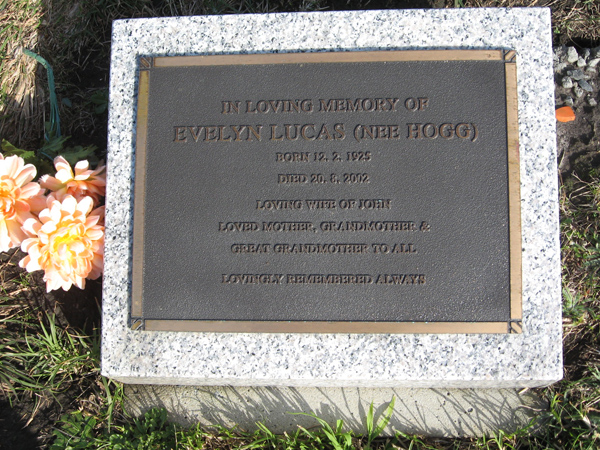 IN LOVING MEMORY OF
EVELYN LUCAS (NEE HOGG)
BORN 12. 2. 1925
DIED 20. 8. 2002
LOVING WIFE OF JOHN
LOVED MOTHER, GRANDMOTHER &
GREAT GRANDMOTHER TO ALL
LOVINGLY REMEMBERED ALWAYS